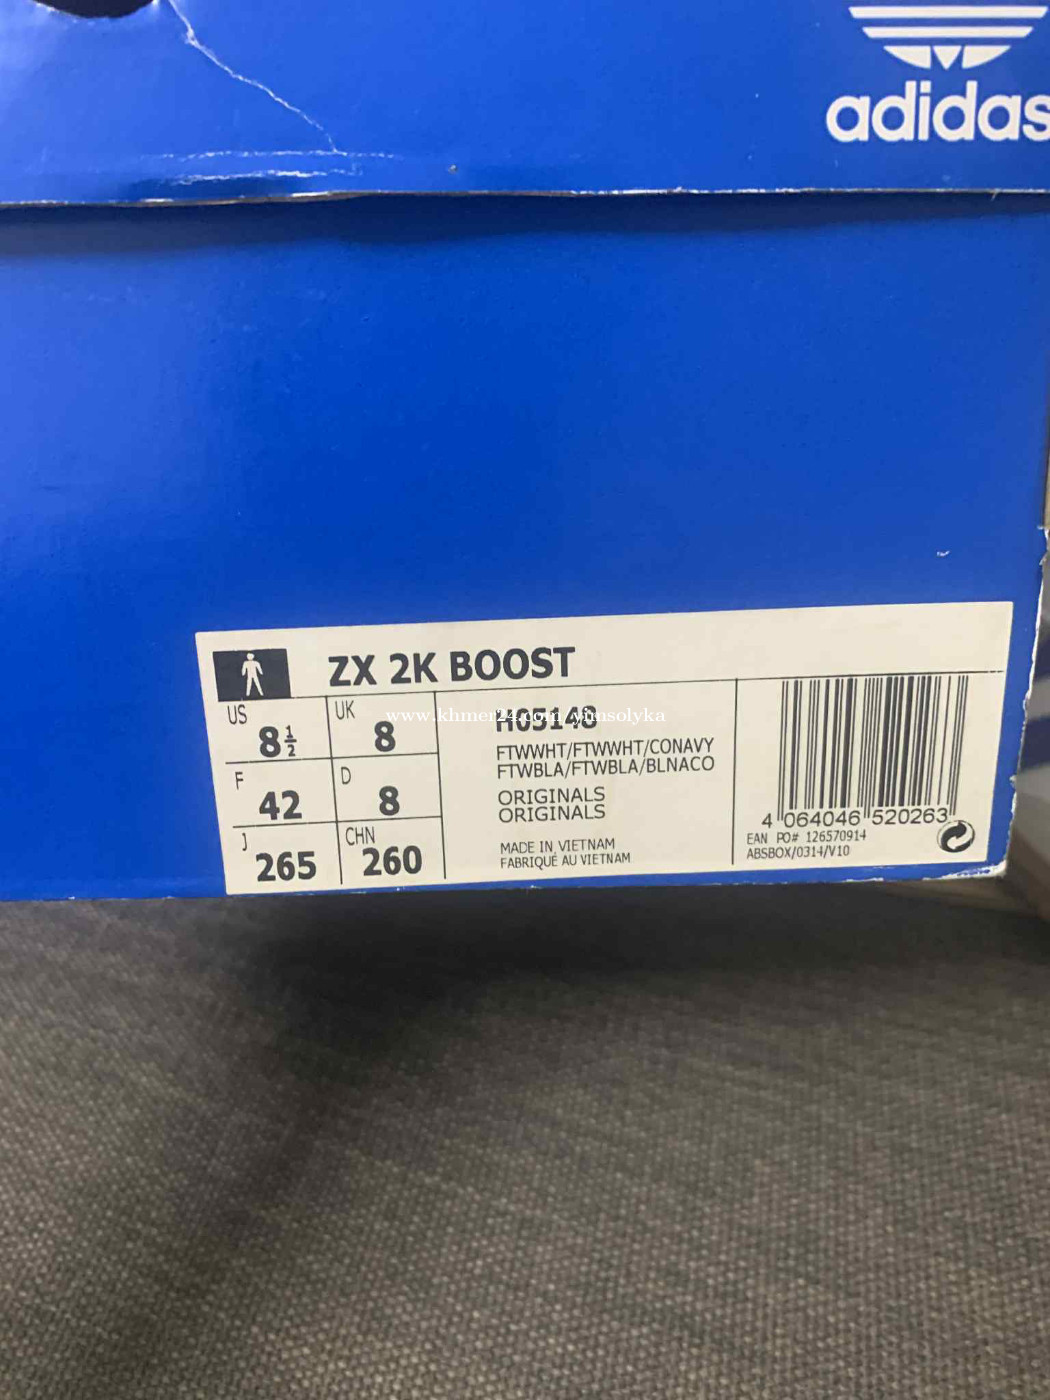 adidas
ZX 2K BOOST
US 8½ UK 8
F 42 D 8
J 265 CHN 260
H05148
FTWWHT/FTWWHT/CONAVY
FTWBLA/FTWBLA/BLNACO
ORIGINALS
ORIGINALS
MADE IN VIETNAM
FABRIQUÉ AU VIETNAM
4 064046 520263
EAN PO# 126570914
ABSBOX/0314/V10
www.khmer24.com/yimsolyka